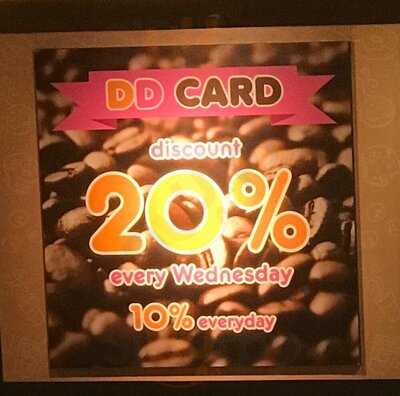 DD CARD
discount
20%
every Wednesday
10% everyday